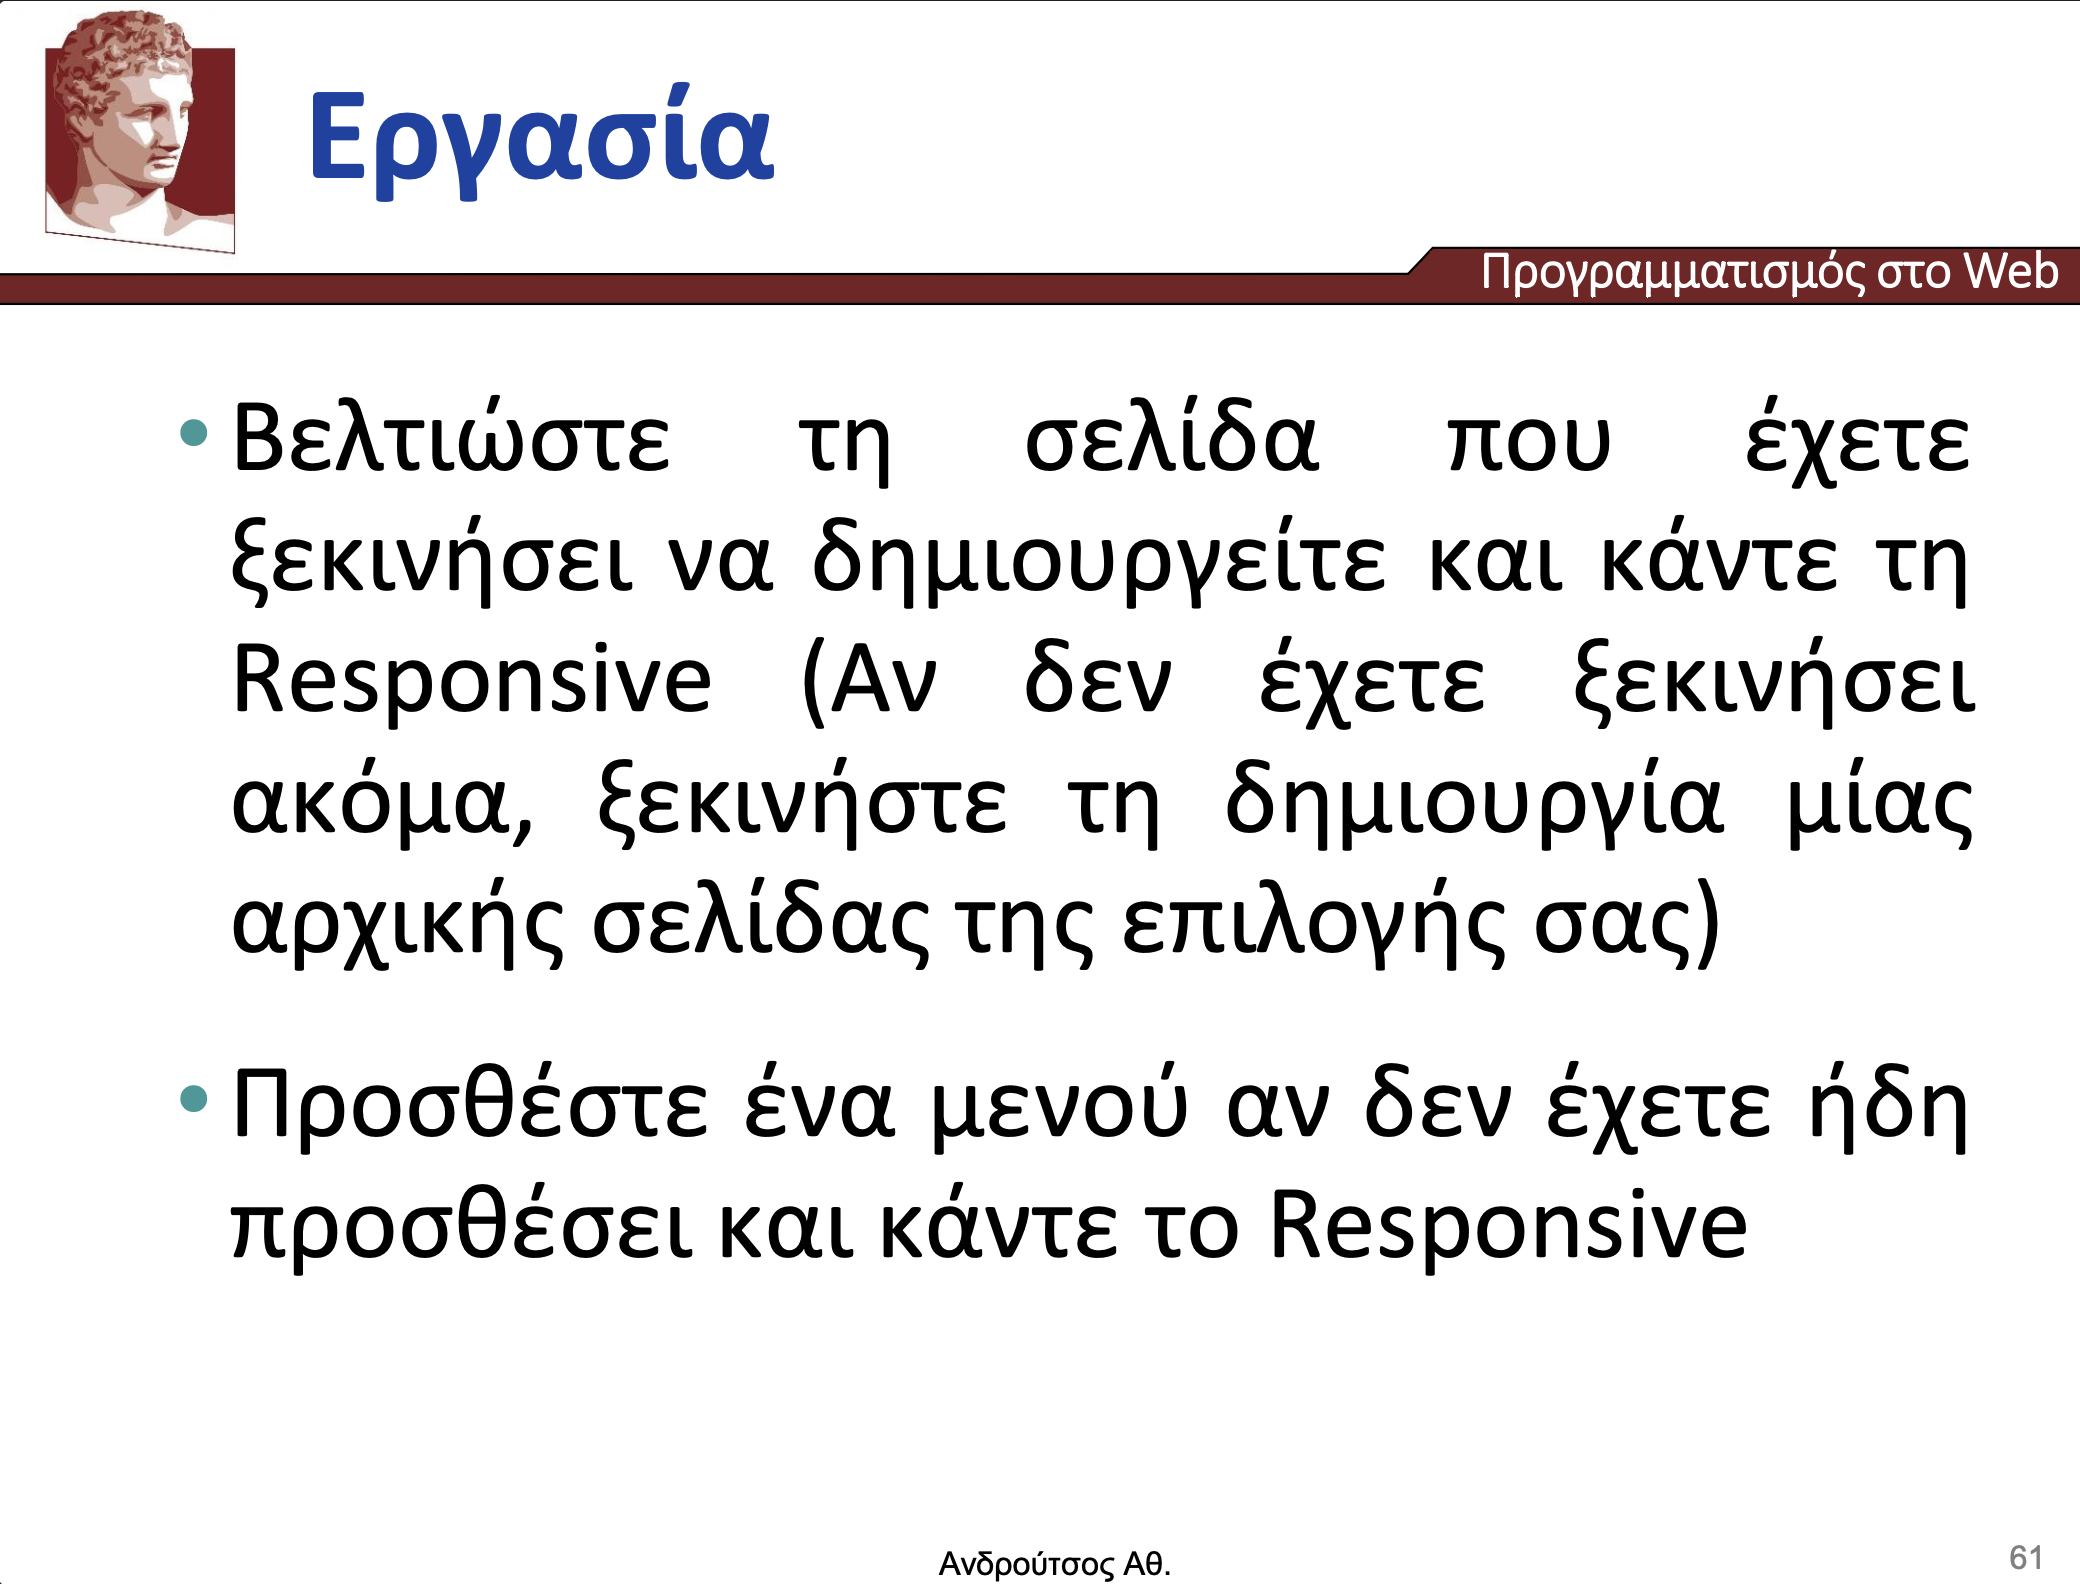 Εργασία
Προγραμματισμός στο Web
• Βελτιώστε τη σελίδα που έχετε
ξεκινήσει να δημιουργείτε και κάντε τη
Responsive (Αν δεν έχετε ξεκινήσει
ακόμα, ξεκινήστε τη δημιουργία μίας
αρχικής σελίδας της επιλογής σας)
• Προσθέστε ένα μενού αν δεν έχετε ήδη
προσθέσει και κάντε το Responsive
Ανδρούτσος Αθ.
61